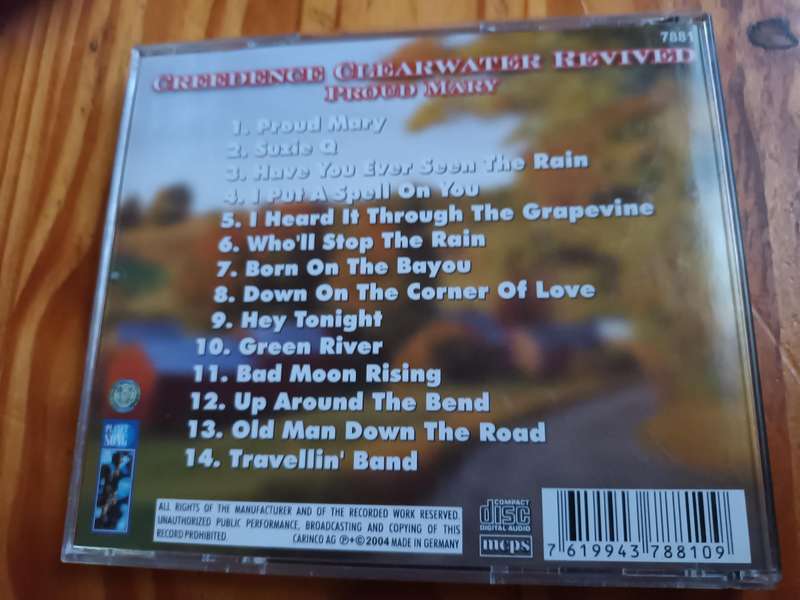 7881
CREEDENCE CLEARWATER REVIVED
PROUD MARY
1. Proud Mary
2. Suzie Q
3. Have You Ever Seen The Rain
4. I Put A Spell On You
5. I Heard It Through The Grapevine
6. Who'll Stop The Rain
7. Born On The Bayou
8. Down On The Corner Of Love
9. Hey Tonight
10. Green River
11. Bad Moon Rising
12. Up Around The Bend
13. Old Man Down The Road
14. Travellin' Band
PLANET SONG
ALL RIGHTS OF THE MANUFACTURER AND OF THE RECORDED WORK RESERVED.
UNAUTHORIZED PUBLIC PERFORMANCE, BROADCASTING AND COPYING OF THIS
RECORD PROHIBITED.
CARINCO AG ℗+©2004 MADE IN GERMANY
COMPACT
disc
DIGITAL AUDIO
mcps
7 619943 788109